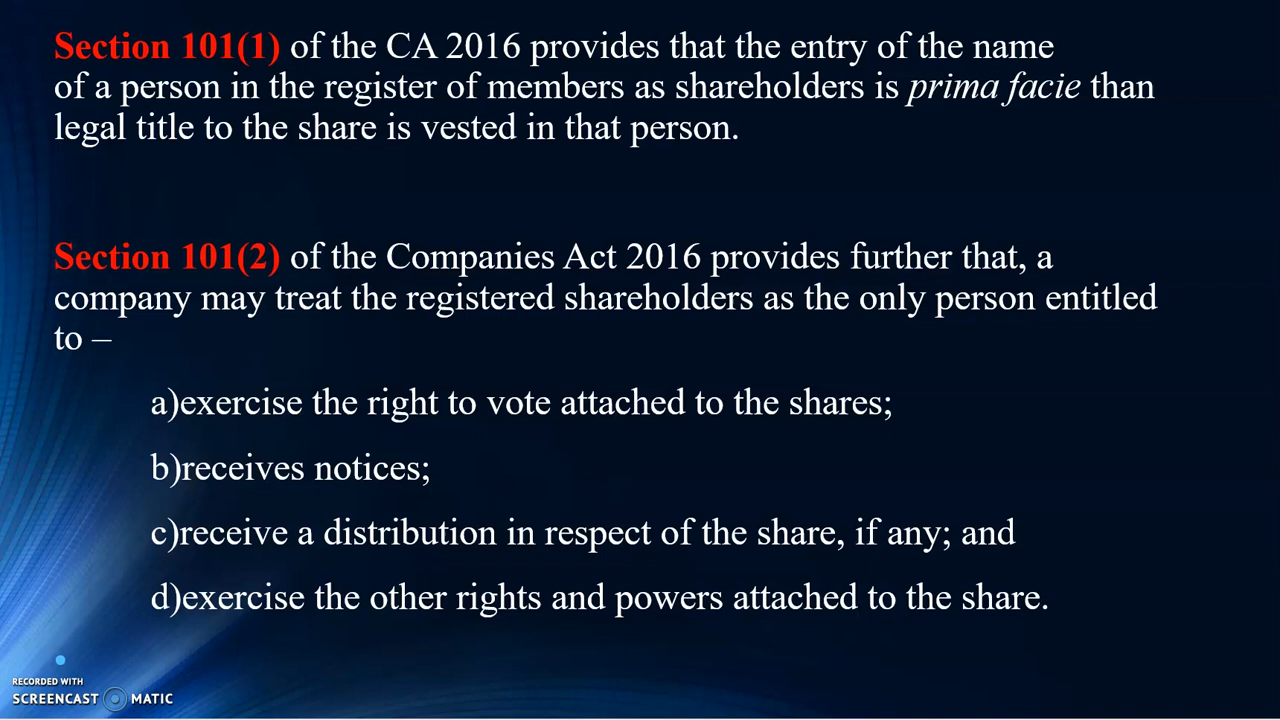 Section 101(1) of the CA 2016 provides that the entry of the name
of a person in the register of members as shareholders is prima facie than
legal title to the share is vested in that person.
Section 101(2) of the Companies Act 2016 provides further that, a
company may treat the registered shareholders as the only person entitled
to –
a)exercise the right to vote attached to the shares;
b)receives notices;
c)receive a distribution in respect of the share, if any; and
d)exercise the other rights and powers attached to the share.
RECORDED WITH
SCREENCAST MATIC